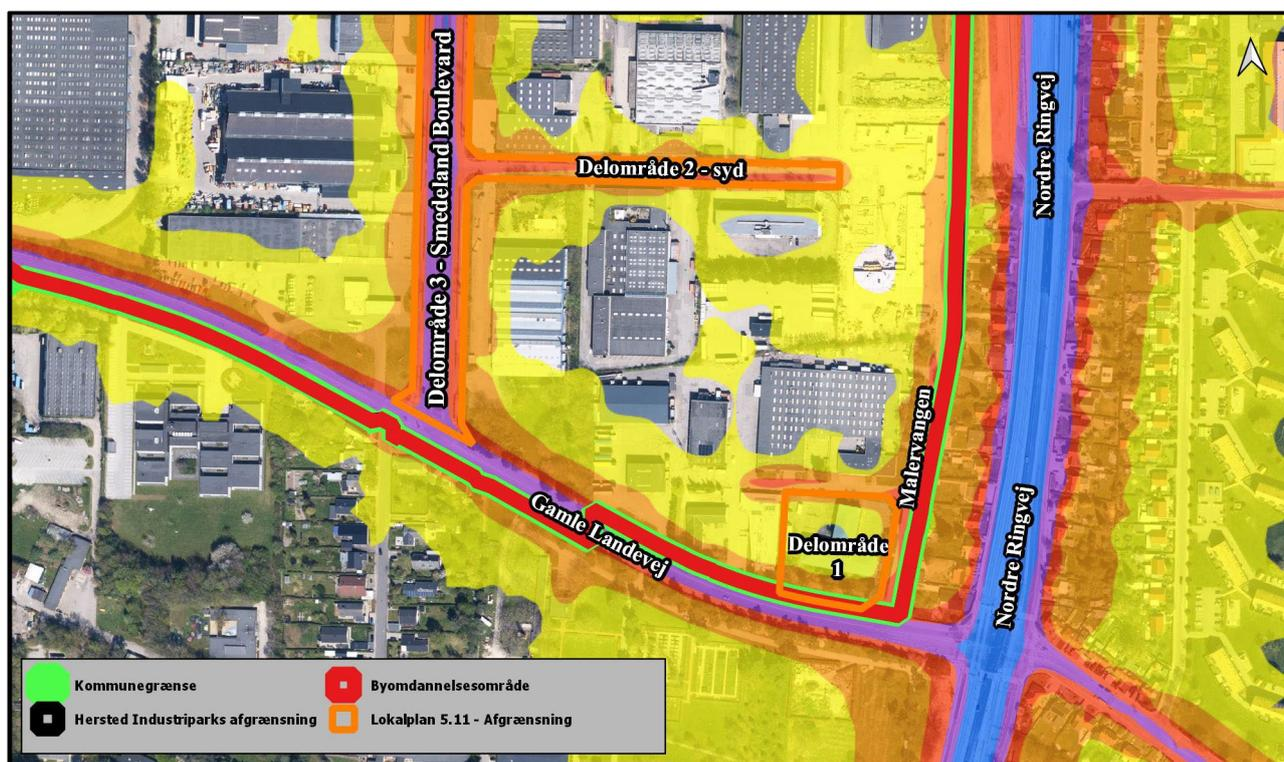 Delområde 3 - Smedeland Boulevard
Delområde 2 - syd
Nordre Ringvej
Malervangen
Gamle Landevej
Delområde
1
Nordre Ringvej
Kommunegrænse
Byomdannelsesområde
Hersted Industriparks afgrænsning
Lokalplan 5.11 - Afgrænsning